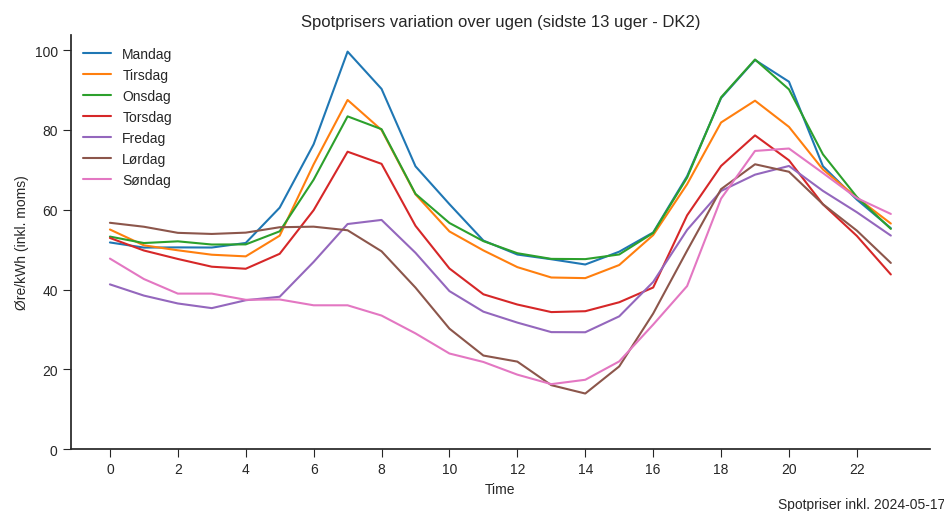 Spotprisers variation over ugen (sidste 13 uger - DK2)
Mandag
Tirsdag
Onsdag
Torsdag
Fredag
Lørdag
Søndag
Øre/kWh (inkl. moms)
100
80
60
40
20
0
0 2 4 6 8 10 12 14 16 18 20 22
Time
Spotpriser inkl. 2024-05-17